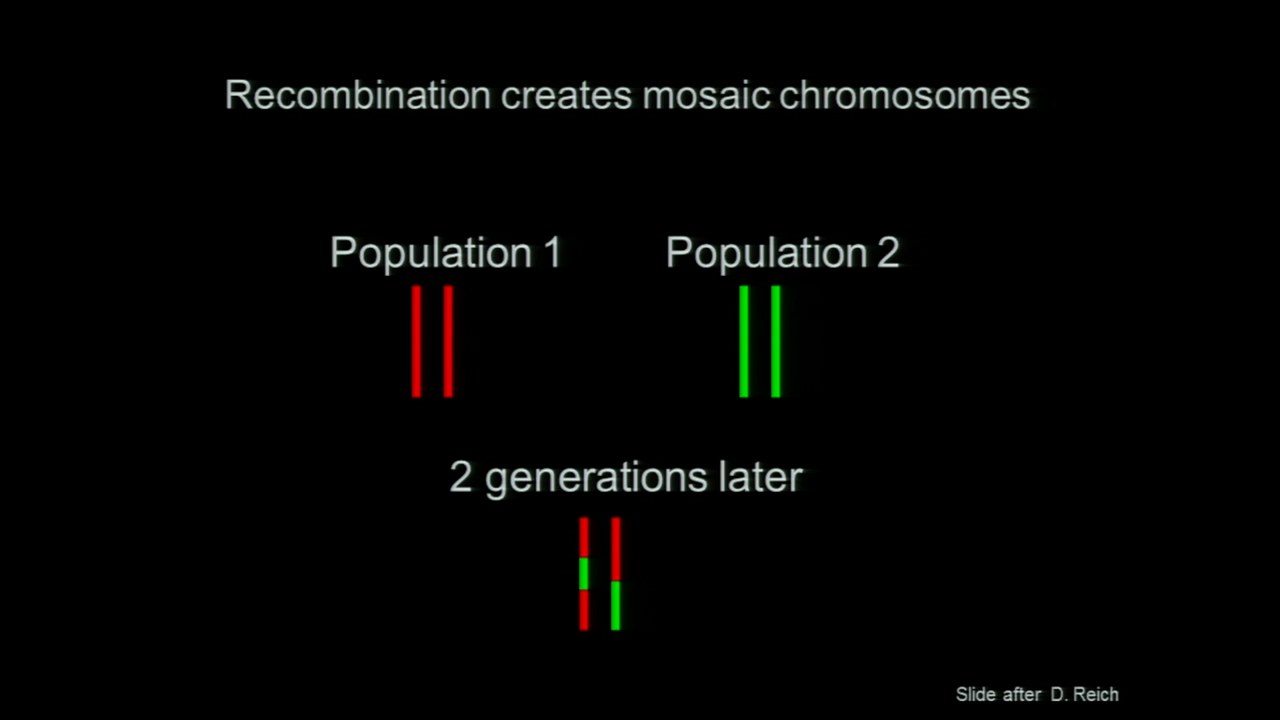 Recombination creates mosaic chromosomes
Population 1
Population 2
2 generations later
Slide after D. Reich